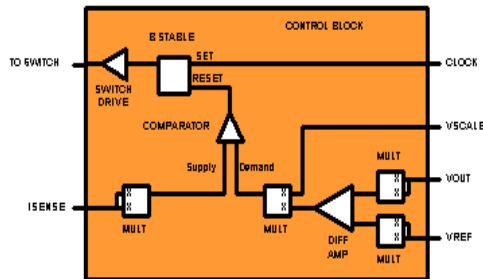 CONTROL BLOCK
BISTABLE
TO SWITCH
SET
CLOCK
RESET
SWITCH
DRIVE
COMPARATOR
VSCALE
MULT
Supply
Demand
VOUT
X
X
X
X
X
X
ISENSE
MULT
MULT
DIFF
AMP
X
X
VREF
MULT